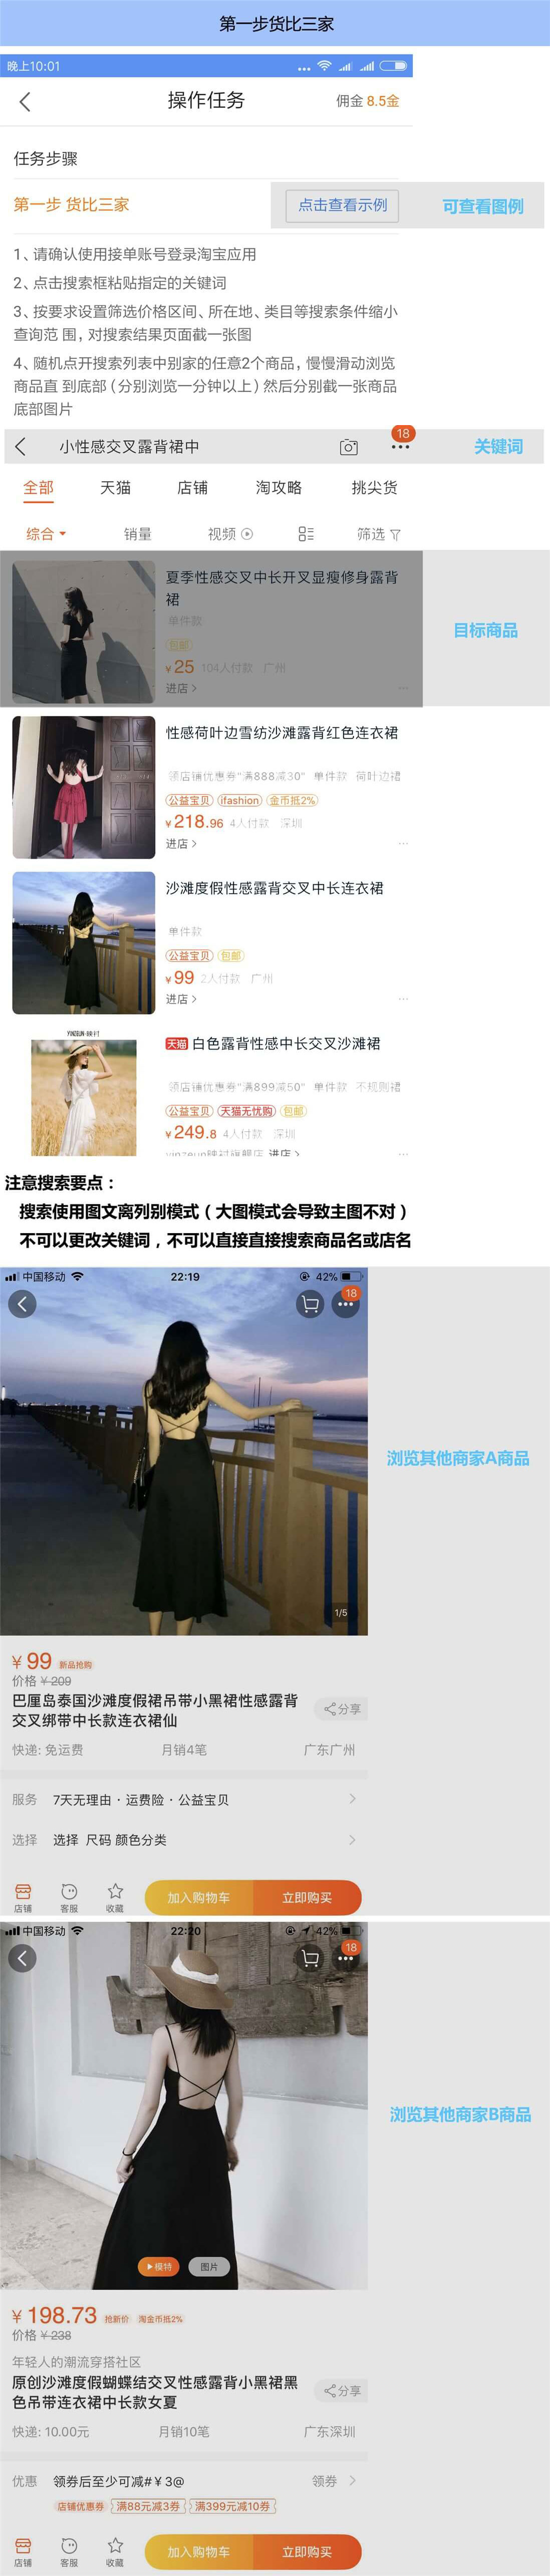 第一步货比三家
晚上10:01
操作任务
佣金 8.5金
任务步骤
第一步 货比三家
点击查看示例
可查看图例
1、请确认使用接单账号登录淘宝应用
2、点击搜索框粘贴指定的关键词
3、按要求设置筛选价格区间、所在地、类目等搜索条件缩小
查询范 围，对搜索结果页面截一张图
4、随机点开搜索列表中别家的任意2个商品，慢慢滑动浏览
商品直 到底部（分别浏览一分钟以上）然后分别截一张商品
底部图片
小性感交叉露背裙中
18
关键词
全部 天猫 店铺 淘攻略 挑尖货
综合 销量 视频 筛选
夏季性感交叉中长开叉显瘦修身露背
裙
单件款
包邮
¥25 104人付款 广州
进店
目标商品
性感荷叶边雪纺沙滩露背红色连衣裙
领店铺优惠券"满888减30" 单件款 荷叶边裙
公益宝贝 ifashion 金币抵2%
¥218.96 4人付款 深圳
进店
沙滩度假性感露背交叉中长连衣裙
单件款
公益宝贝 包邮
¥99 2人付款 广州
进店
天猫 白色露背性感中长交叉沙滩裙
领店铺优惠券"满899减50" 单件款 不规则裙
公益宝贝 天猫无忧购 包邮
¥249.8 4人付款 深圳
进店
注意搜索要点：
搜索使用图文离列别模式（大图模式会导致主图不对）
不可以更改关键词，不可以直接直接搜索商品名或店名
中国移动 22:19 42%
18
浏览其他商家A商品
1/5
¥99 新品抢购
价格 ¥209
巴厘岛泰国沙滩度假裙吊带小黑裙性感露背
交叉绑带中长款连衣裙仙
分享
快递: 免运费 月销4笔 广东广州
服务 7天无理由 · 运费险 · 公益宝贝
选择 选择 尺码 颜色分类
店铺 客服 收藏 加入购物车 立即购买
中国移动 22:20 42%
18
浏览其他商家B商品
模特 图片
¥198.73 抢新价 淘金币抵2%
价格 ¥238
年轻人的潮流穿搭社区
原创沙滩度假蝴蝶结交叉性感露背小黑裙黑
色吊带连衣裙中长款女夏
分享
快递: 10.00元 月销10笔 广东深圳
优惠 领券后至少可减#¥3@ 领券
店铺优惠券 满88元减3券 满399元减10券
店铺 客服 收藏 加入购物车 立即购买